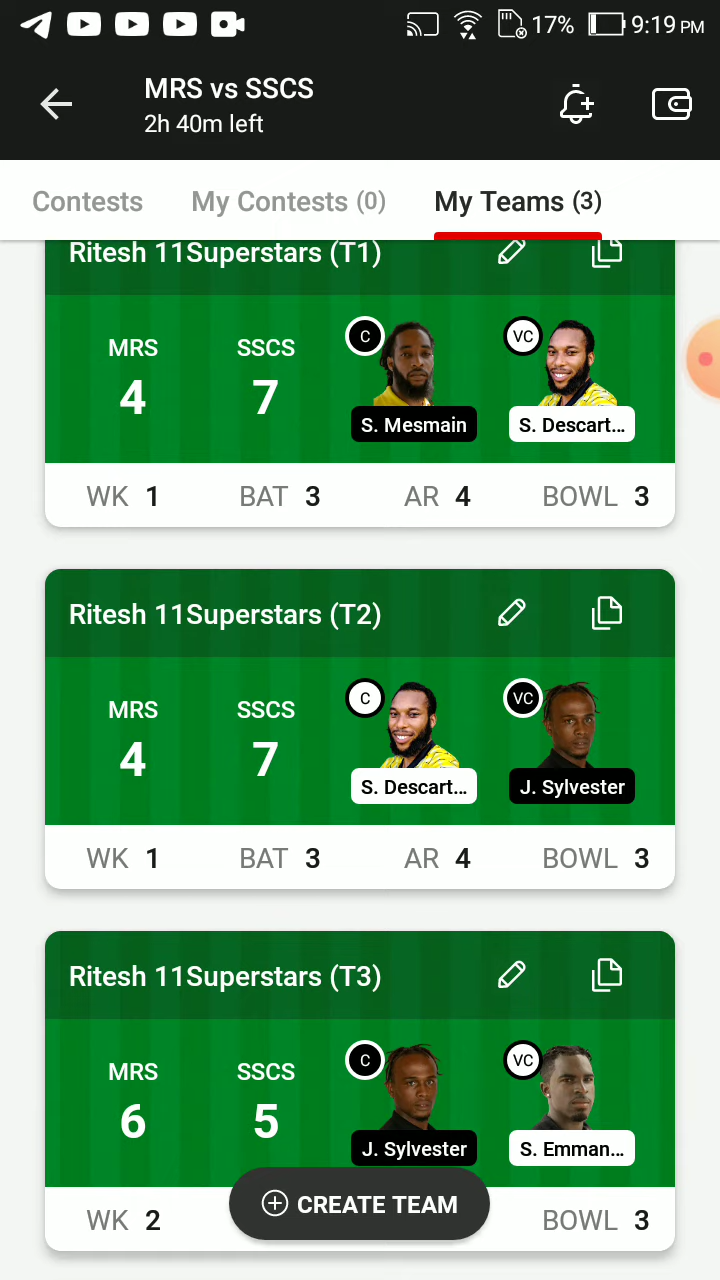 17% 9:19 PM
MRS vs SSCS
2h 40m left
Contests My Contests (0) My Teams (3)
Ritesh 11Superstars (T1)
MRS SSCS C VC
4 7
S. Mesmain S. Descart...
WK 1 BAT 3 AR 4 BOWL 3
Ritesh 11Superstars (T2)
MRS SSCS C VC
4 7
S. Descart... J. Sylvester
WK 1 BAT 3 AR 4 BOWL 3
Ritesh 11Superstars (T3)
MRS SSCS C VC
6 5
J. Sylvester S. Emman...
WK 2 CREATE TEAM BOWL 3